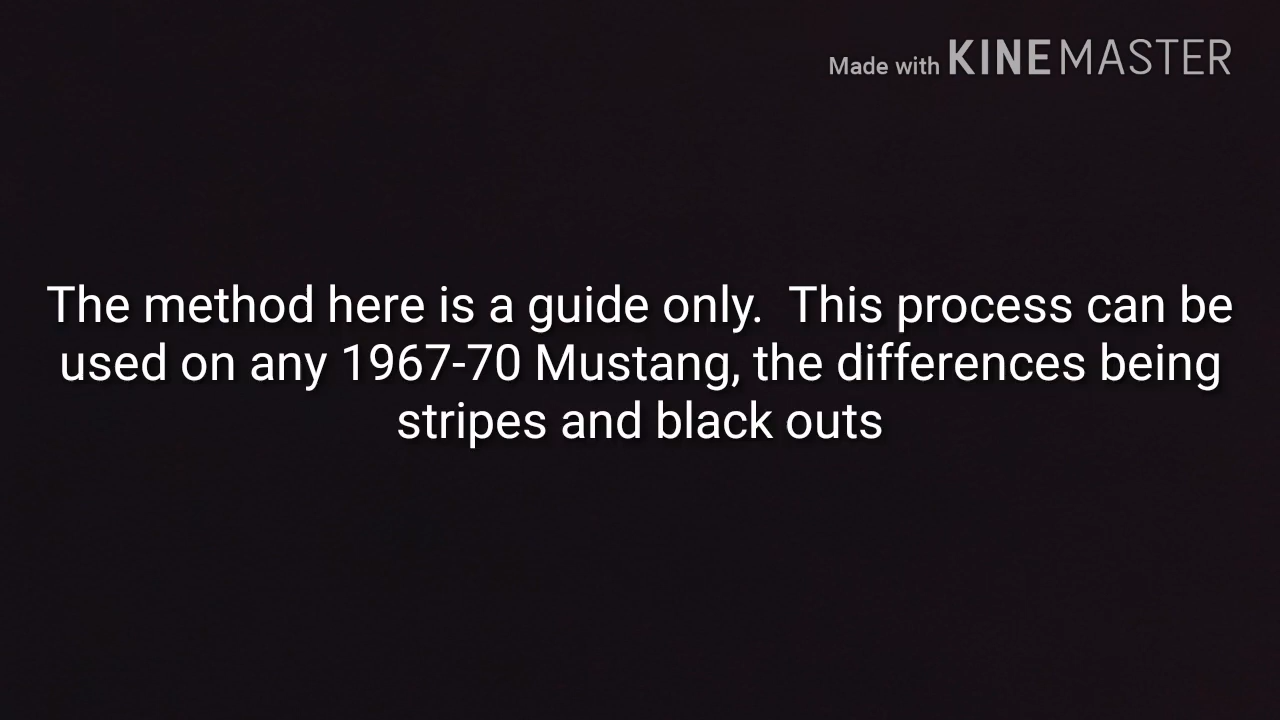 Made with KINEMASTER
The method here is a guide only.  This process can be
used on any 1967-70 Mustang, the differences being
stripes and black outs